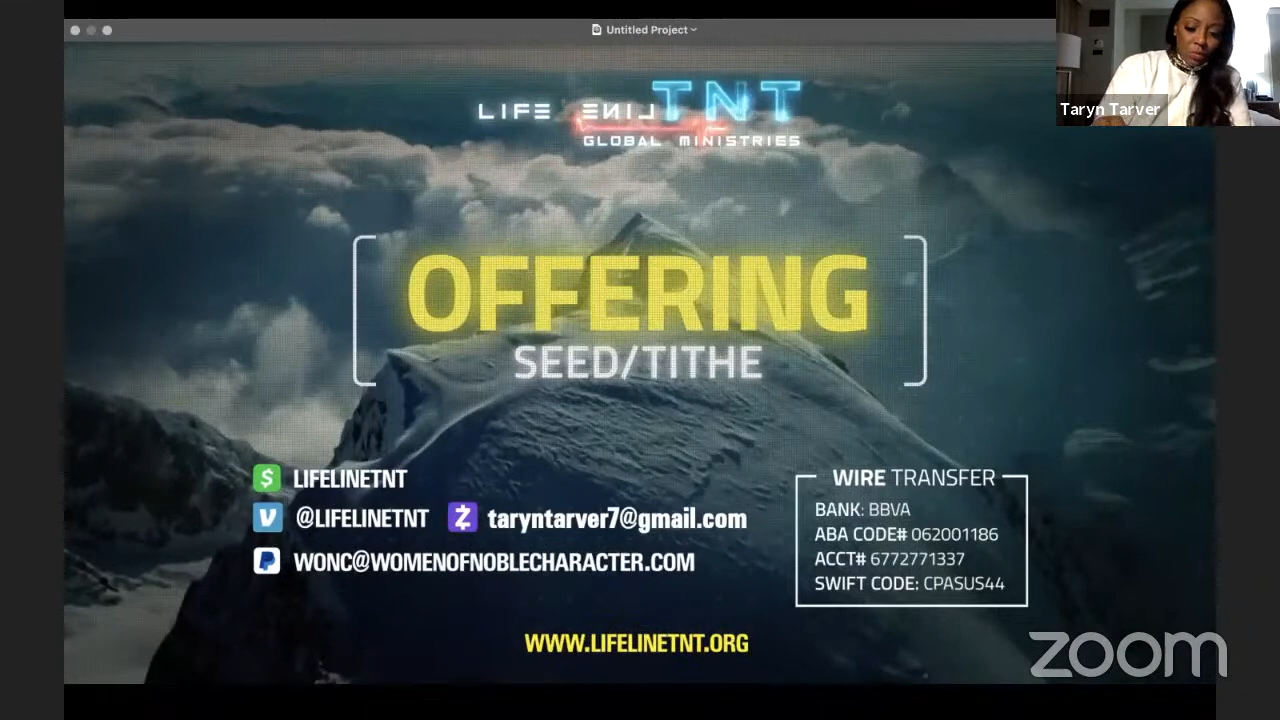 Untitled Project
Taryn Tarver
LIFE LINE TNT
GLOBAL MINISTRIES
OFFERING
SEED/TITHE
$ LIFELINETNT
@LIFELINETNT taryntarver7@gmail.com
WONC@WOMENOFNOBLECHARACTER.COM
WIRE TRANSFER
BANK: BBVA
ABA CODE# 062001186
ACCT# 6772771337
SWIFT CODE: CPASUS44
WWW.LIFELINETNT.ORG
zoom